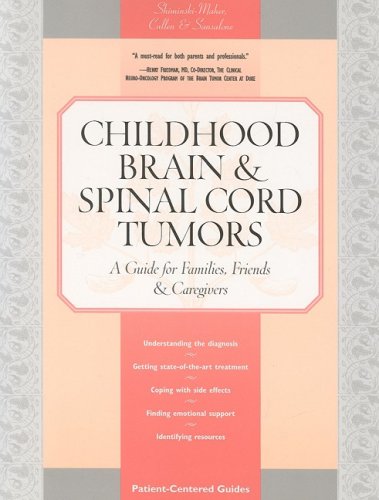 Shiminski-Maher,
Cullen & Sansalone
"A must-read for both parents and professionals."
—Henry Friedman, MD, Co-Director, The Clinical
Neuro-Oncology Program of the Brain Tumor Center at Duke
CHILDHOOD
BRAIN &
SPINAL CORD
TUMORS
A Guide for Families, Friends
& Caregivers
Understanding the diagnosis
Getting state-of-the-art treatment
Coping with side effects
Finding emotional support
Identifying resources
Patient-Centered Guides